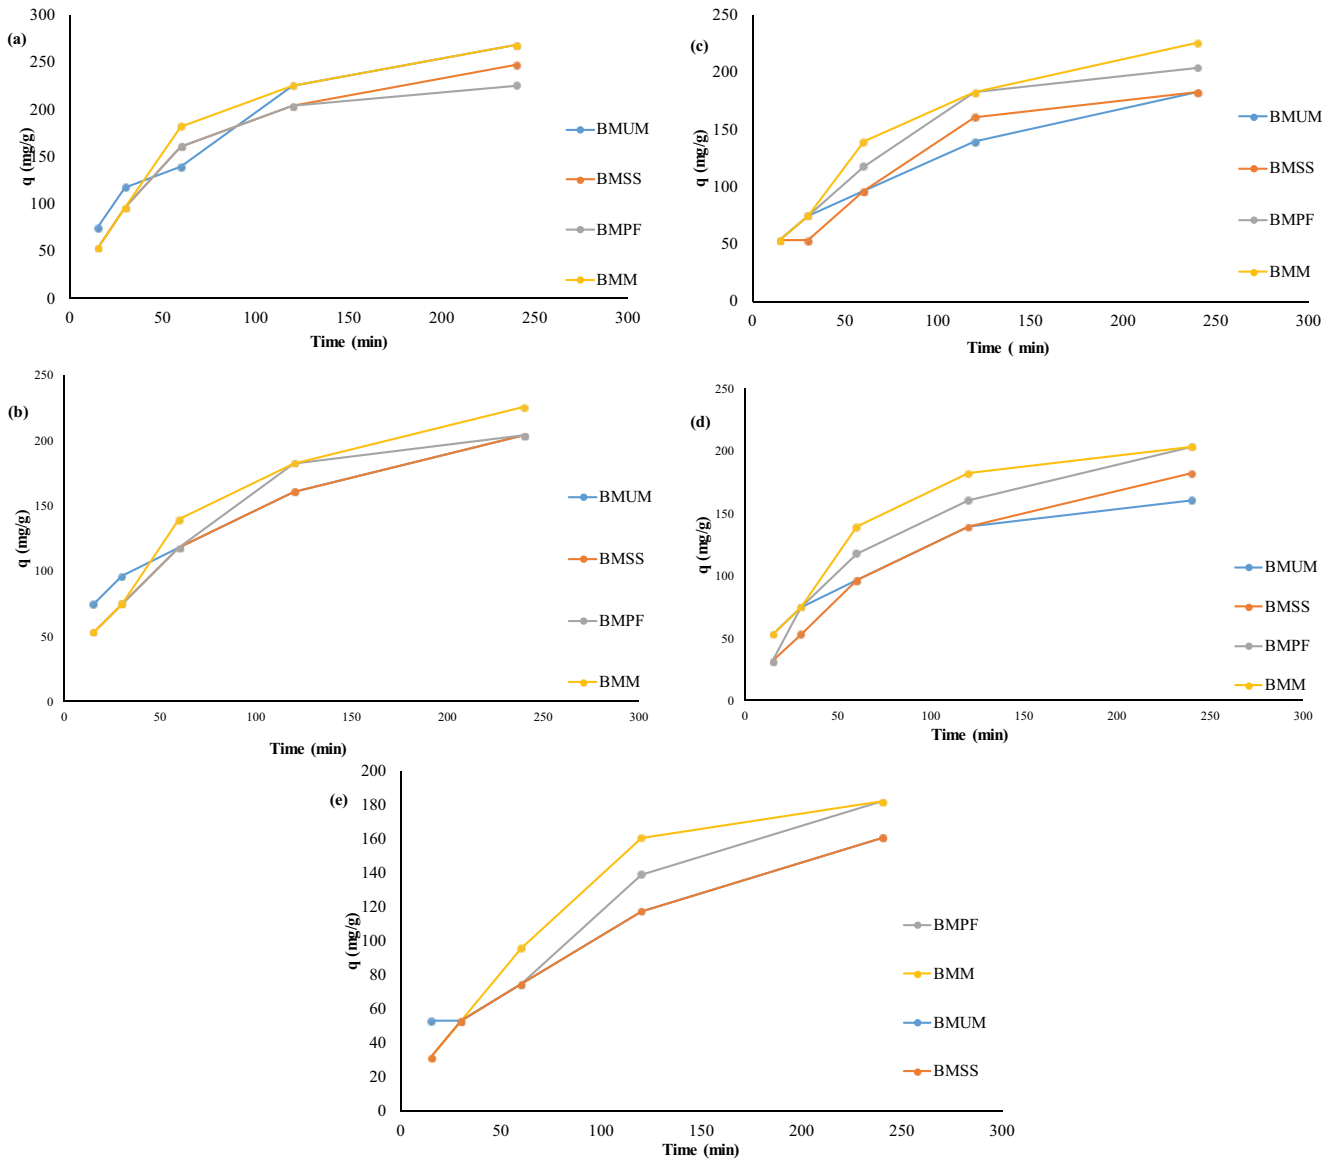 (a)
300
250
200
150
100
50
0
q (mg/g)
0 50 100 150 200 250 300
Time (min)
BMUM
BMSS
BMPF
BMM
(c)
250
200
150
100
50
0
q (mg/g)
0 50 100 150 200 250 300
Time ( min)
BMUM
BMSS
BMPF
BMM
(b)
250
200
150
100
50
0
q (mg/g)
0 50 100 150 200 250 300
Time (min)
BMUM
BMSS
BMPF
BMM
(d)
250
200
150
100
50
0
q (mg/g)
0 50 100 150 200 250 300
Time (min)
BMUM
BMSS
BMPF
BMM
(e)
200
180
160
140
120
100
80
60
40
20
0
q (mg/g)
0 50 100 150 200 250 300
Time (min)
BMPF
BMM
BMUM
BMSS